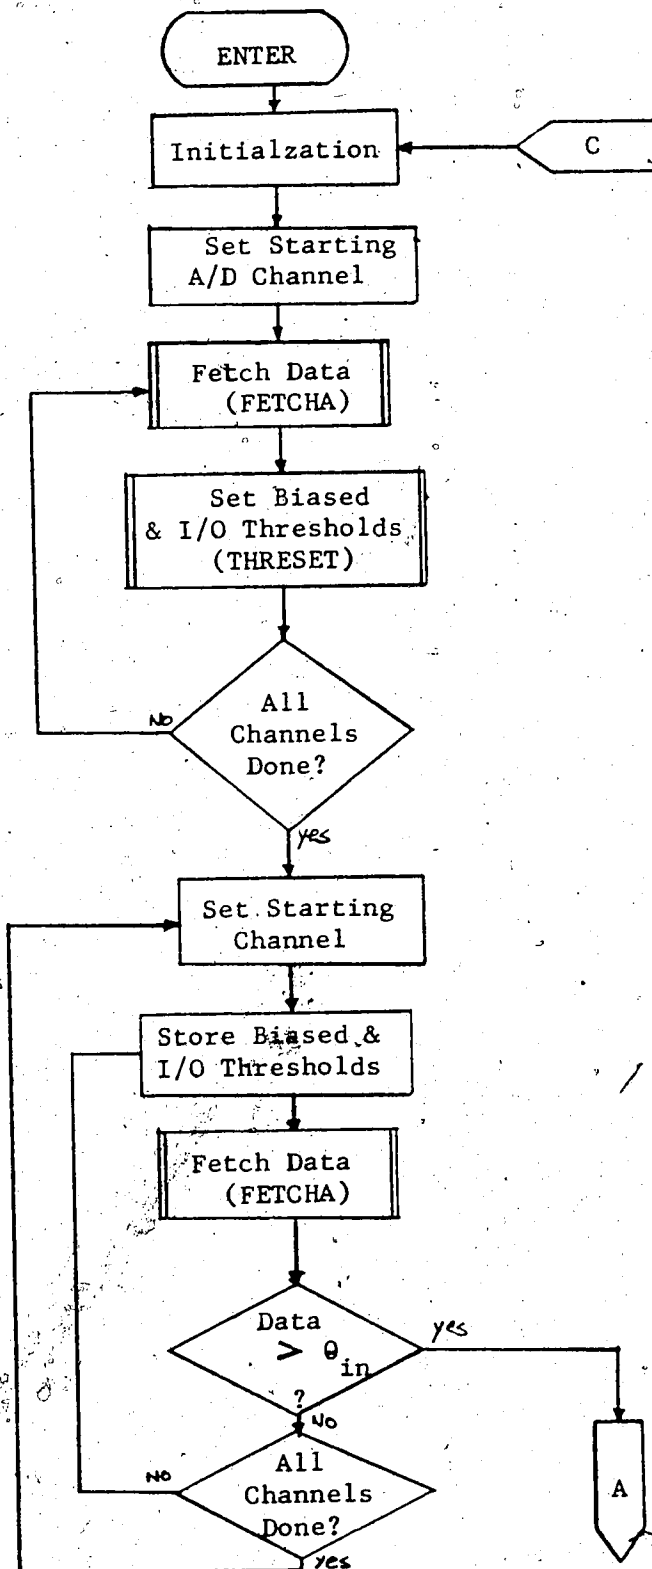 ENTER
Initialzation
C
Set Starting
A/D Channel
Fetch Data
(FETCHA)
Set Biased
& I/O Thresholds
(THRESET)
All
Channels
Done?
No
yes
Set Starting
Channel
Store Biased &
I/O Thresholds
Fetch Data
(FETCHA)
Data
> θin
?
yes
No
A
All
Channels
Done?
No
yes